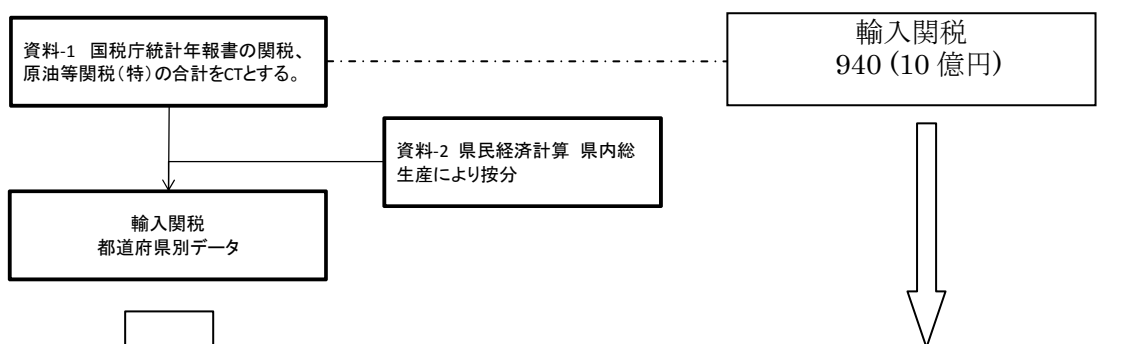 資料-1 国税庁統計年報書の関税、
原油等関税(特)の合計をCTとする。
輸入関税
940 (10 億円)
資料-2 県民経済計算 県内総
生産により按分
輸入関税
都道府県別データ